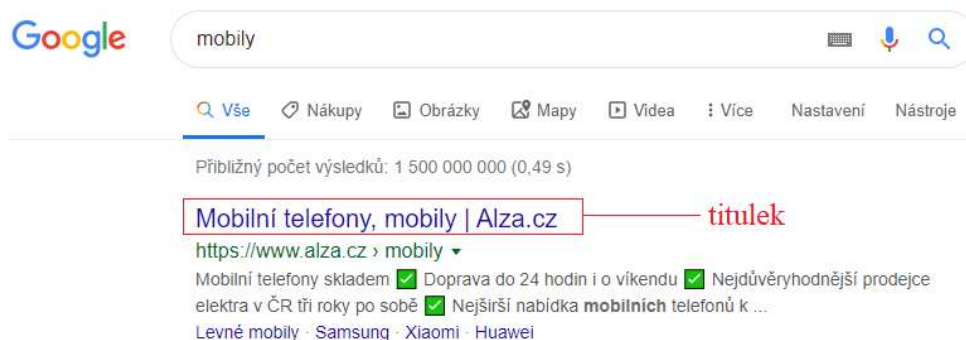 Google
mobily
Vše Nákupy Obrázky Mapy Videa Více Nastavení Nástroje
Přibližný počet výsledků: 1 500 000 000 (0,49 s)
Mobilní telefony, mobily | Alza.cz
titulek
https://www.alza.cz › mobily
Mobilní telefony skladem ✅ Doprava do 24 hodin i o víkendu ✅ Nejdůvěryhodnější prodejce
elektra v ČR tři roky po sobě ✅ Nejširší nabídka mobilních telefonů k ...
Levné mobily · Samsung · Xiaomi · Huawei